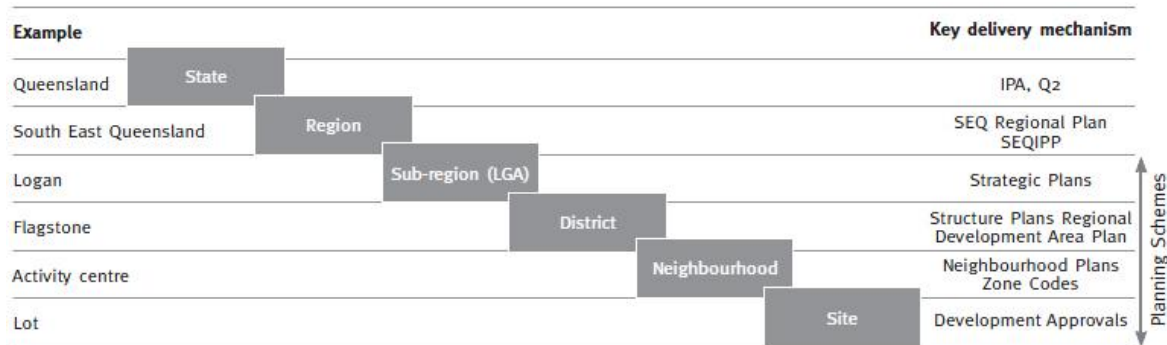 Example
Key delivery mechanism
Queensland
State
IPA, Q2
South East Queensland
Region
SEQ Regional Plan
SEQIPP
Logan
Sub-region (LGA)
Strategic Plans
Flagstone
District
Structure Plans Regional
Development Area Plan
Activity centre
Neighbourhood
Neighbourhood Plans
Zone Codes
Lot
Site
Development Approvals
Planning Schemes